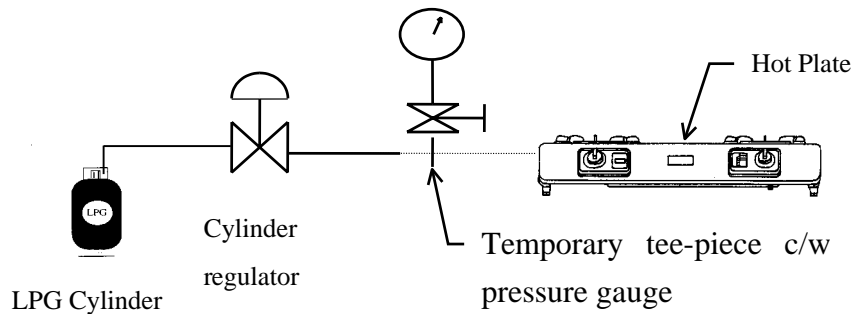 Hot Plate
LPG
Cylinder
regulator
LPG Cylinder
Temporary tee-piece c/w
pressure gauge